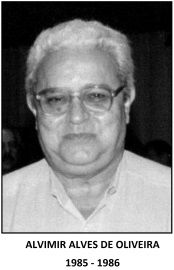 ALVIMIR ALVES DE OLIVEIRA
1985 - 1986